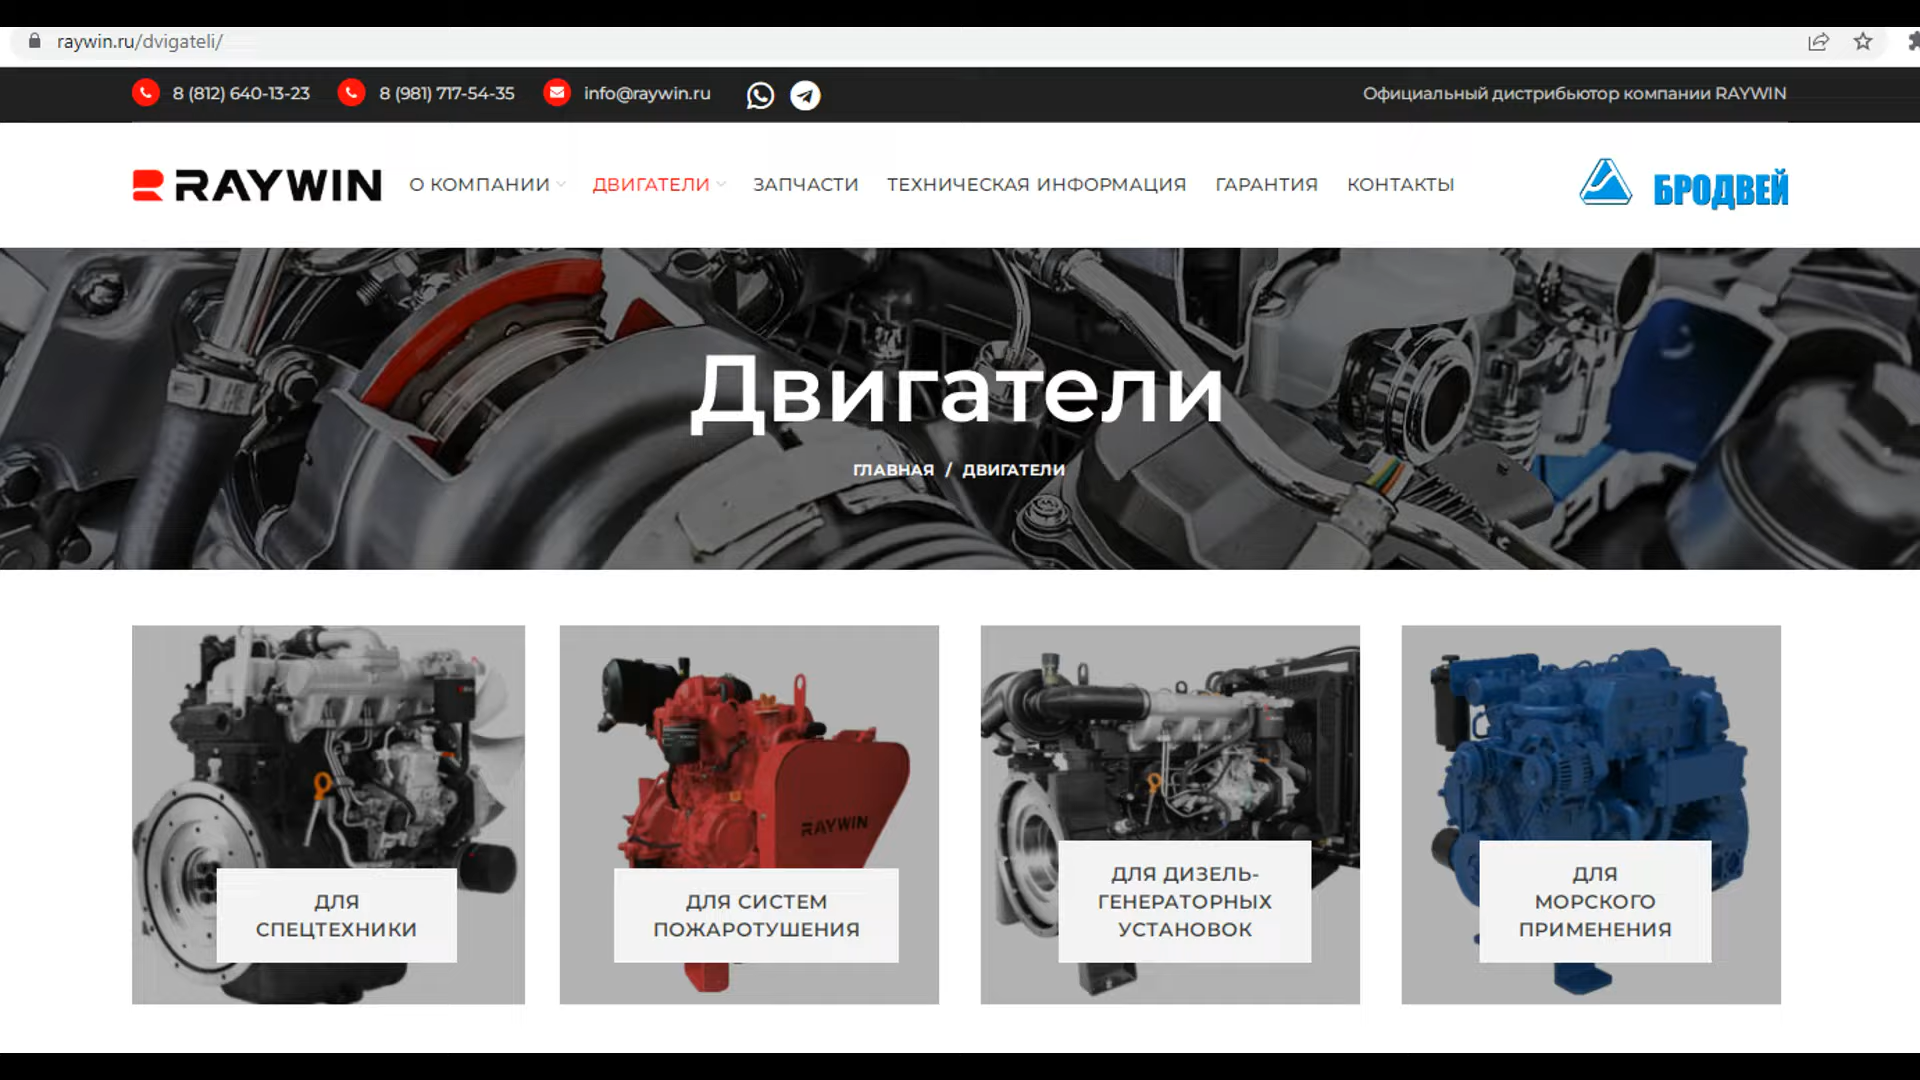 raywin.ru/dvigateli/
8 (812) 640-13-23
8 (981) 717-54-35
info@raywin.ru
Официальный дистрибьютор компании RAYWIN
RAYWIN
О КОМПАНИИ
ДВИГАТЕЛИ
ЗАПЧАСТИ
ТЕХНИЧЕСКАЯ ИНФОРМАЦИЯ
ГАРАНТИЯ
КОНТАКТЫ
БРОДВЕЙ
Двигатели
ГЛАВНАЯ / ДВИГАТЕЛИ
ДЛЯ
СПЕЦТЕХНИКИ
RAYWIN
ДЛЯ СИСТЕМ
ПОЖАРОТУШЕНИЯ
ДЛЯ ДИЗЕЛЬ-
ГЕНЕРАТОРНЫХ
УСТАНОВОК
ДЛЯ
МОРСКОГО
ПРИМЕНЕНИЯ